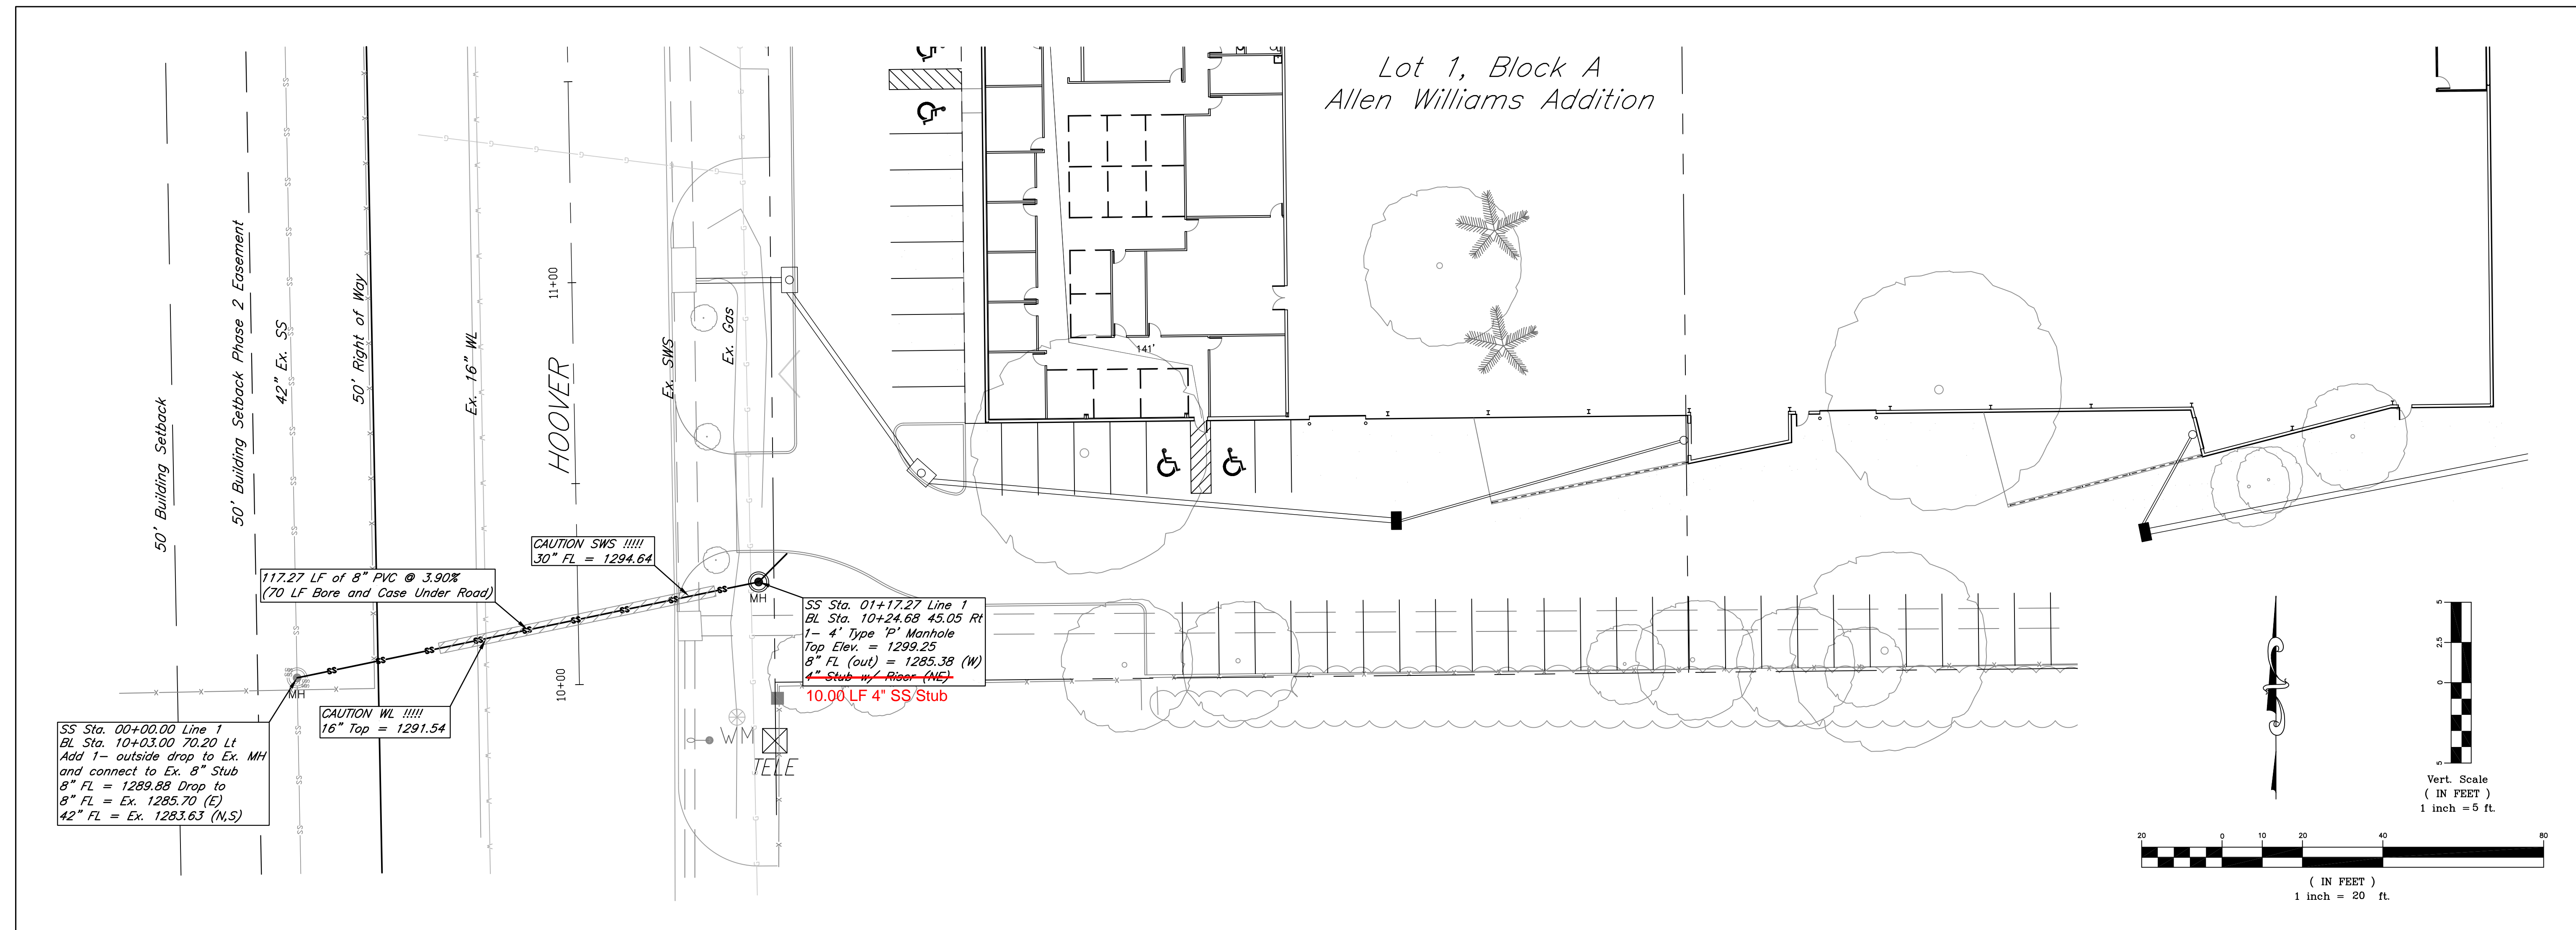 Lot 1, Block A
Allen Williams Addition
50' Building Setback
50' Building Setback Phase 2 Easement
42" Ex. SS
50' Right of Way
Ex. 16" WL
HOOVER
11+00
10+00
Ex. SWS
Ex. Gas
141'
CAUTION SWS !!!!!
30" FL = 1294.64
117.27 LF of 8" PVC @ 3.90%
(70 LF Bore and Case Under Road)
MH
SS Sta. 01+17.27 Line 1
BL Sta. 10+24.68 45.05 Rt
1- 4' Type 'P' Manhole
Top Elev. = 1299.25
8" FL (out) = 1285.38 (W)
4" Stub w/ Riser (NE)
10.00 LF 4" SS Stub
MH
CAUTION WL !!!!!
16" Top = 1291.54
SS Sta. 00+00.00 Line 1
BL Sta. 10+03.00 70.20 Lt
Add 1- outside drop to Ex. MH
and connect to Ex. 8" Stub
8" FL = 1289.88 Drop to
8" FL = Ex. 1285.70 (E)
42" FL = Ex. 1283.63 (N,S)
WM
TELE
5
2.5
0
5
Vert. Scale
( IN FEET )
1 inch = 5 ft.
20 0 10 20 40 80
( IN FEET )
1 inch = 20 ft.